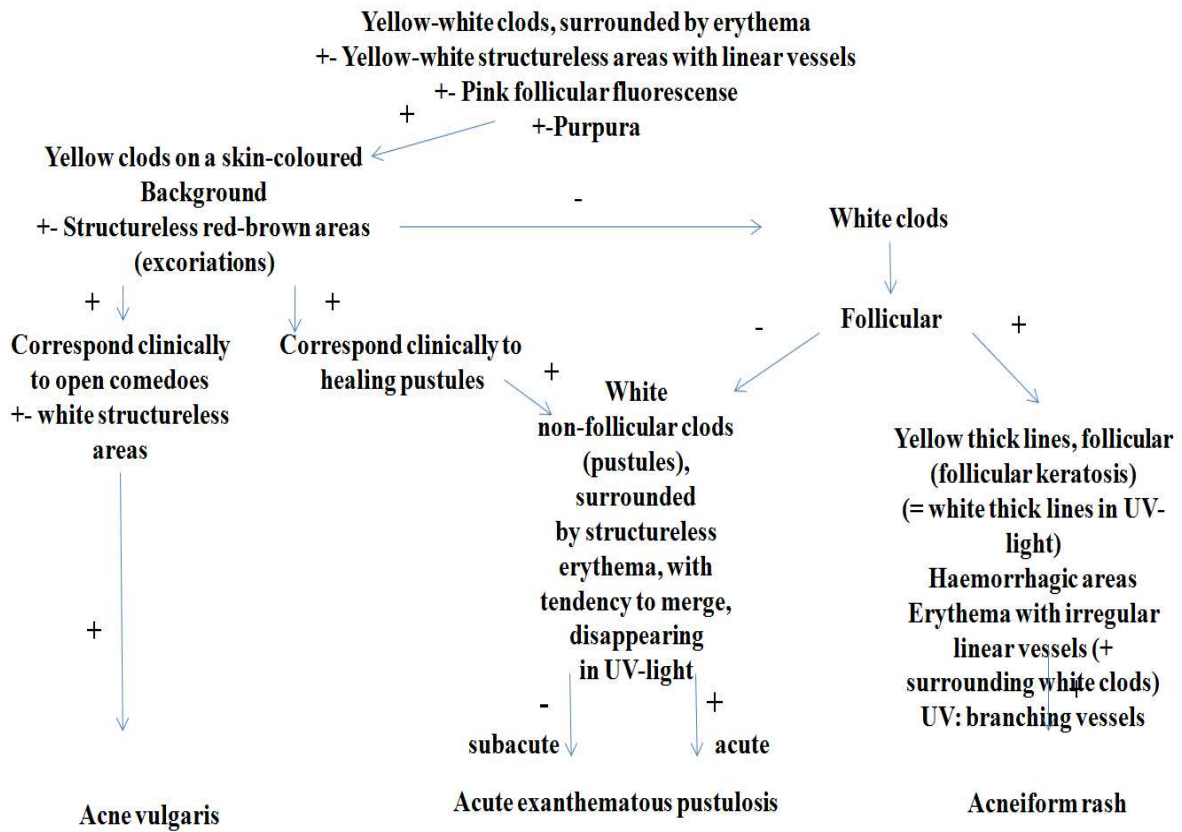 Yellow-white clods, surrounded by erythema
+- Yellow-white structureless areas with linear vessels
+- Pink follicular fluorescense
+-Purpura
+
Yellow clods on a skin-coloured
Background
+- Structureless red-brown areas
(excoriations)
-
White clods
+
+
Follicular
-
+
Correspond clinically
to open comedoes
+- white structureless
areas
Correspond clinically to
healing pustules
+
White
non-follicular clods
(pustules),
surrounded
by structureless
erythema, with
tendency to merge,
disappearing
in UV-light
Yellow thick lines, follicular
(follicular keratosis)
(= white thick lines in UV-
light)
Haemorrhagic areas
Erythema with irregular
linear vessels (+
surrounding white clods)
UV: branching vessels
+
+
-
+
subacute
acute
Acne vulgaris
Acute exanthematous pustulosis
Acneiform rash